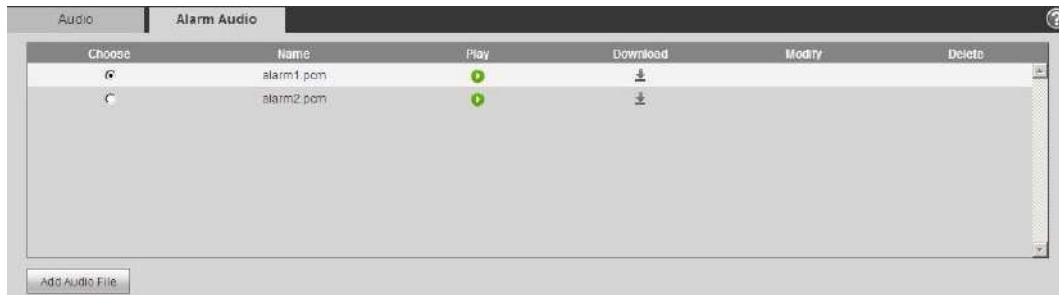 Audio Alarm Audio ?
Choose Name Play Download Modify Delete
alarm1.pcm
alarm2.pcm
Add Audio File